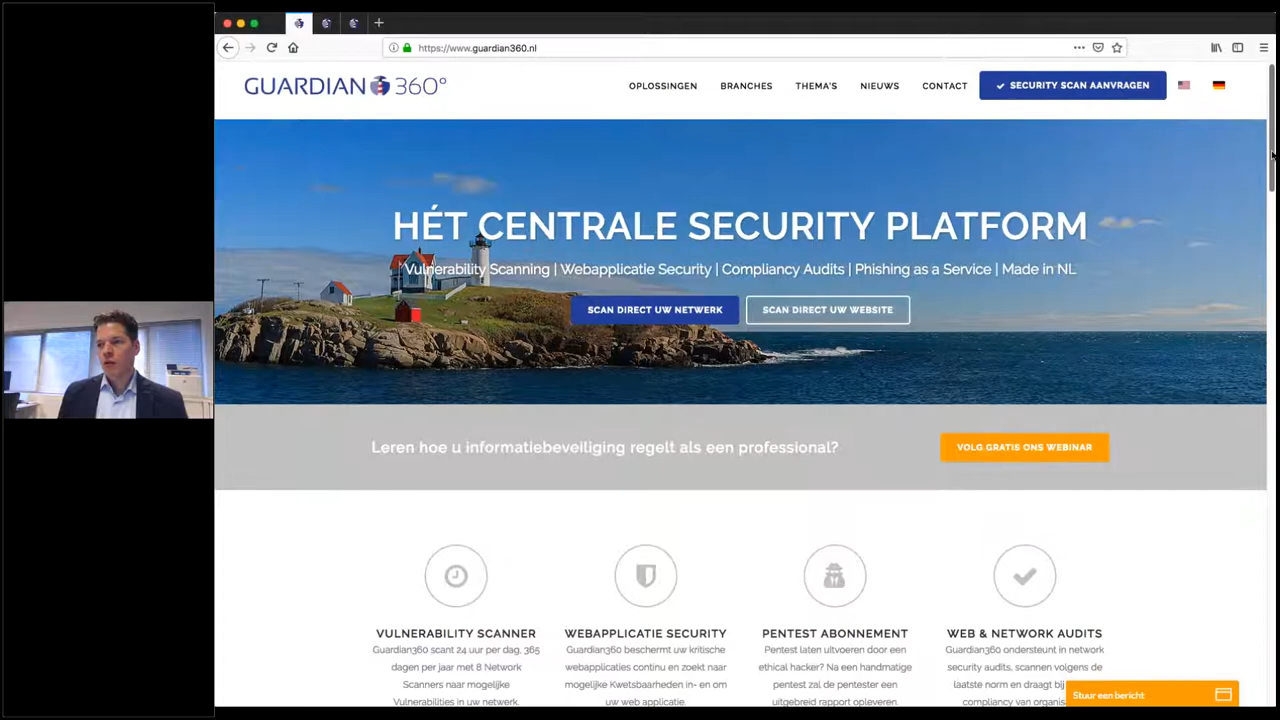 https://www.guardian360.nl
GUARDIAN 360°
OPLOSSINGEN BRANCHES THEMA'S NIEUWS CONTACT SECURITY SCAN AANVRAGEN
HÉT CENTRALE SECURITY PLATFORM
Vulnerability Scanning | Webapplicatie Security | Compliancy Audits | Phishing as a Service | Made in NL
SCAN DIRECT UW NETWERK SCAN DIRECT UW WEBSITE
Leren hoe u informatiebeveiliging regelt als een professional? VOLG GRATIS ONS WEBINAR
VULNERABILITY SCANNER
Guardian360 scant 24 uur per dag, 365
dagen per jaar met 8 Network
Scanners naar mogelijke
Vulnerabilities in uw netwerk.
WEBAPPLICATIE SECURITY
Guardian360 beschermt uw kritische
webapplicaties continu en zoekt naar
mogelijke Kwetsbaarheden in- en om
uw web applicatie.
PENTEST ABONNEMENT
Pentest laten uitvoeren door een
ethical hacker? Na een handmatige
pentest zal de pentester een
uitgebreid rapport opleveren.
WEB & NETWORK AUDITS
Guardian360 ondersteunt in network
security audits, scannen volgens de
laatste norm en draagt bij
compliancy van
Stuur een bericht